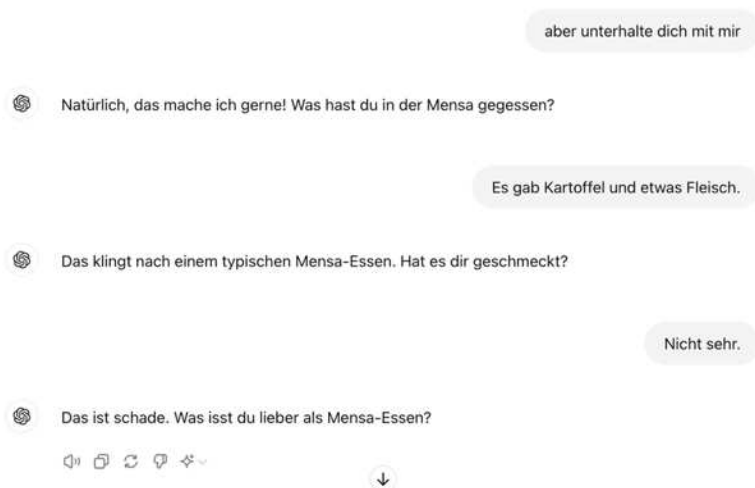 aber unterhalte dich mit mir
Natürlich, das mache ich gerne! Was hast du in der Mensa gegessen?
Es gab Kartoffel und etwas Fleisch.
Das klingt nach einem typischen Mensa-Essen. Hat es dir geschmeckt?
Nicht sehr.
Das ist schade. Was isst du lieber als Mensa-Essen?